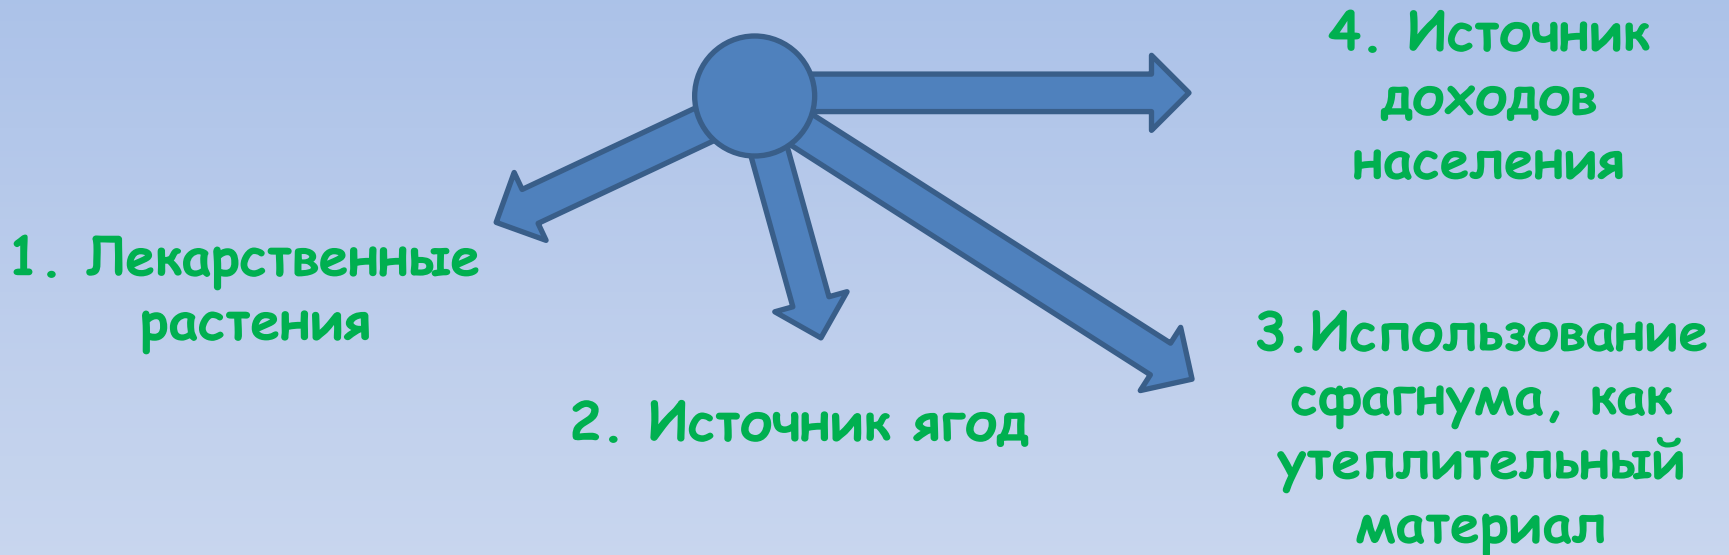 1. Лекарственные
растения
2. Источник ягод
3.Использование
сфагнума, как
утеплительный
материал
4. Источник
доходов
населения